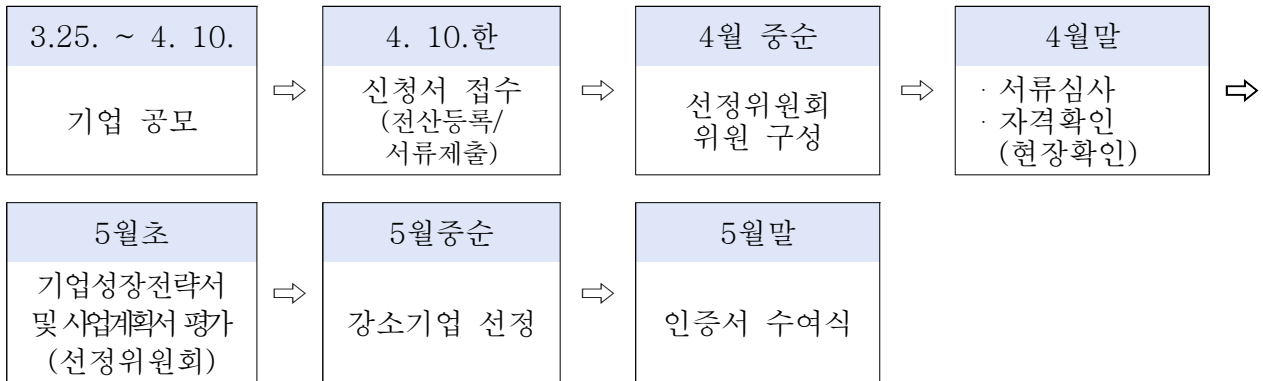 3.25. ~ 4. 10.
기업 공모
⇨
4. 10.한
신청서 접수
(전산등록/
서류제출)
⇨
4월 중순
선정위원회
위원 구성
⇨
4월말
· 서류심사
· 자격확인
(현장확인)
⇨
5월초
기업성장전략서
및 사업계획서 평가
(선정위원회)
⇨
5월중순
강소기업 선정
⇨
5월말
인증서 수여식